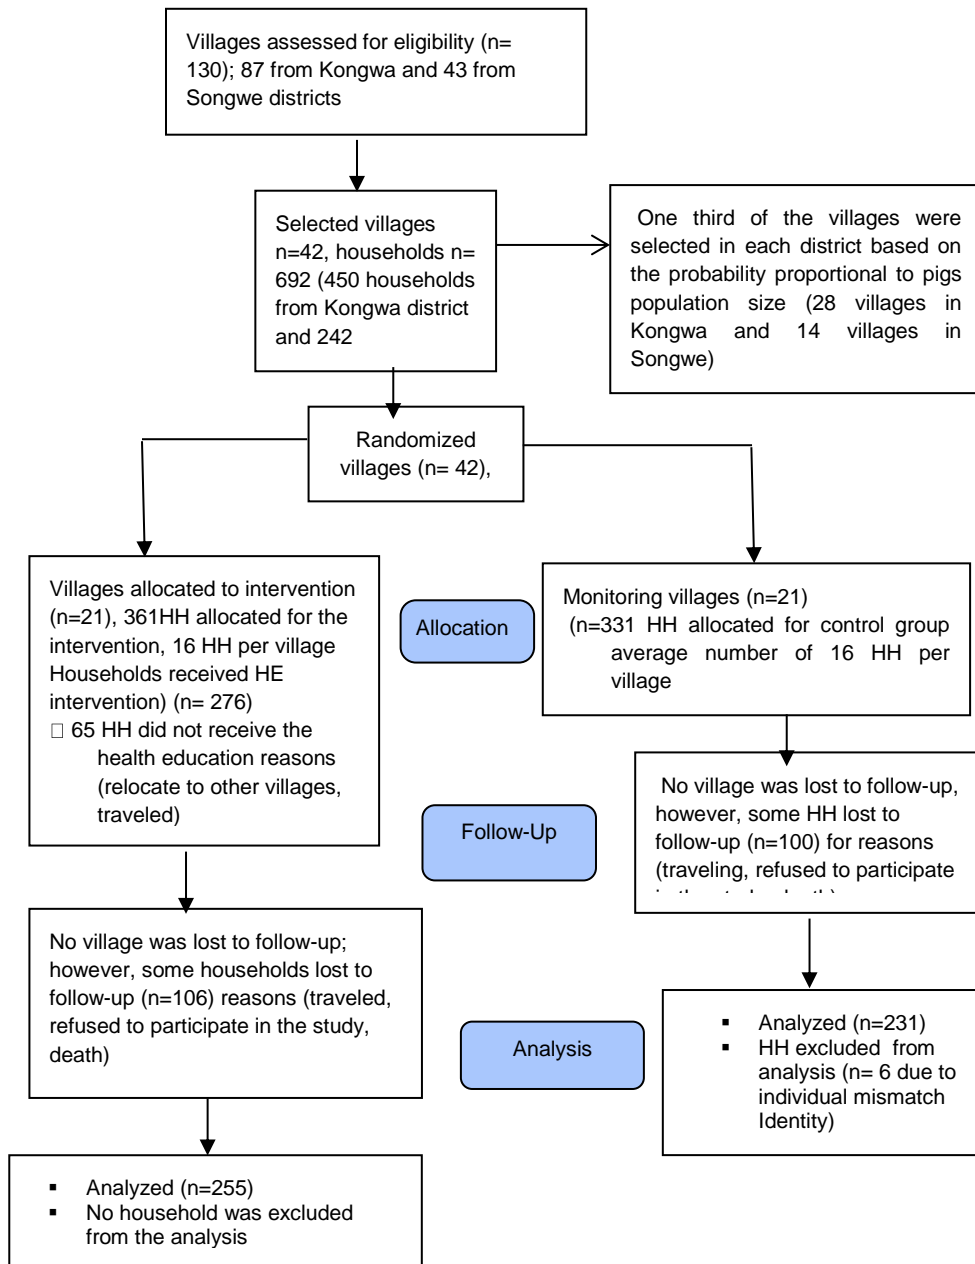 Villages assessed for eligibility (n=
130); 87 from Kongwa and 43 from
Songwe districts
Selected villages
n=42, households n=
692 (450 households
from Kongwa district
and 242
One third of the villages were
selected in each district based on
the probability proportional to pigs
population size (28 villages in
Kongwa and 14 villages in
Songwe)
Randomized
villages (n= 42),
Villages allocated to intervention
(n=21), 361HH allocated for the
intervention, 16 HH per village
Households received HE
intervention) (n= 276)
□ 65 HH did not receive the
health education reasons
(relocate to other villages,
traveled)
Allocation
Monitoring villages (n=21)
(n=331 HH allocated for control group
average number of 16 HH per
village
Follow-Up
No village was lost to follow-up,
however, some HH lost to
follow-up (n=100) for reasons
(traveling, refused to participate
No village was lost to follow-up;
however, some households lost to
follow-up (n=106) reasons (traveled,
refused to participate in the study,
death)
Analysis
▪ Analyzed (n=231)
▪ HH excluded from
analysis (n= 6 due to
individual mismatch
Identity)
▪ Analyzed (n=255)
▪ No household was excluded
from the analysis